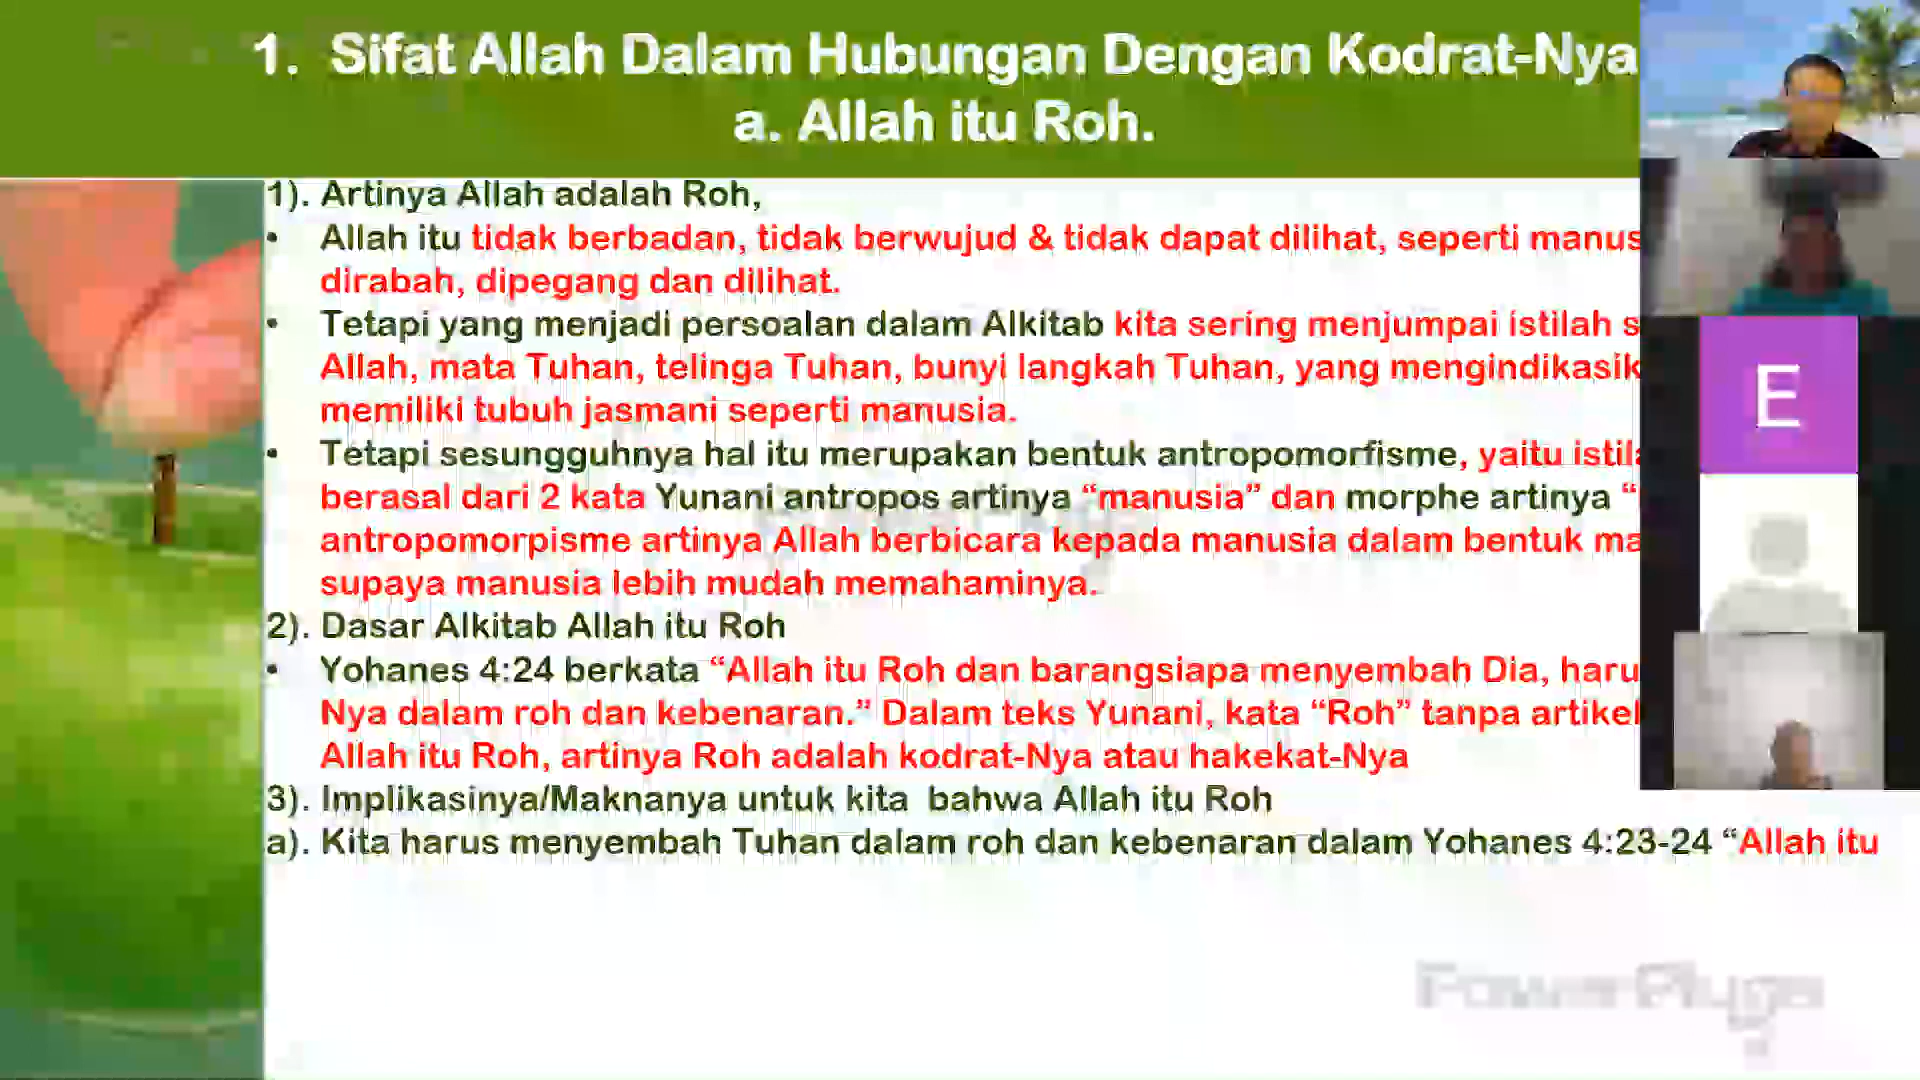 1. Sifat Allah Dalam Hubungan Dengan Kodrat-Nya
a. Allah itu Roh.
1). Artinya Allah adalah Roh,
• Allah itu tidak berbadan, tidak berwujud & tidak dapat dilihat, seperti
dirabah, dipegang dan dilihat.
• Tetapi yang menjadi persoalan dalam Alkitab kita sering menjumpai istilah
Allah, mata Tuhan, telinga Tuhan, bunyi langkah Tuhan, yang
memiliki tubuh jasmani seperti manusia.
• Tetapi sesungguhnya hal itu merupakan bentuk antropomorfisme, yaitu
berasal dari 2 kata Yunani antropos artinya “manusia” dan morphe artinya “
antropomorpisme artinya Allah berbicara kepada manusia dalam bentuk
supaya manusia lebih mudah memahaminya.
2). Dasar Alkitab Allah itu Roh
• Yohanes 4:24 berkata “Allah itu Roh dan barangsiapa menyembah Dia,
Nya dalam roh dan kebenaran.” Dalam teks Yunani, kata “Roh” tanpa artikel
Allah itu Roh, artinya Roh adalah kodrat-Nya atau hakekat-Nya
3). Implikasinya/Maknanya untuk kita bahwa Allah itu Roh
a). Kita harus menyembah Tuhan dalam roh dan kebenaran dalam Yohanes 4:23-24 “Allah itu
E
PowerPlugs